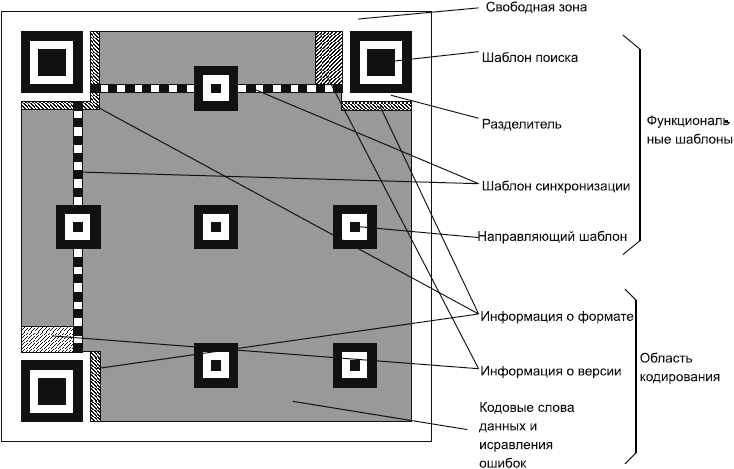 Свободная зона
Шаблон поиска
Разделитель
Функциональ-
ные шаблоны
Шаблон синхронизации
Направляющий шаблон
Информация о формате
Информация о версии
Область
кодирования
Кодовые слова
данных и
исравления
ошибок